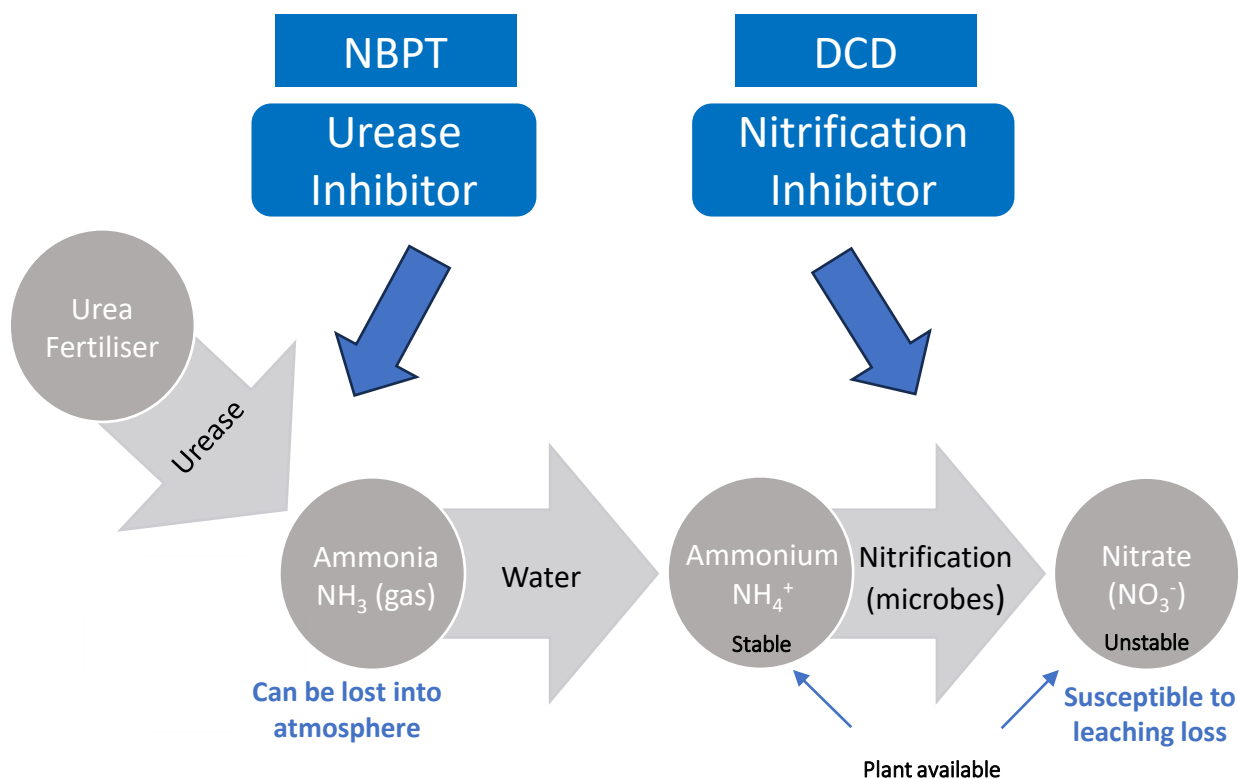 NBPT
DCD
Urease
Inhibitor
Nitrification
Inhibitor
Urea
Fertiliser
Urease
Ammonia
NH₃ (gas)
Water
Ammonium
NH₄⁺
Stable
Nitrification
(microbes)
Nitrate
(NO₃⁻)
Unstable
Can be lost into
atmosphere
Susceptible to
leaching loss
Plant available